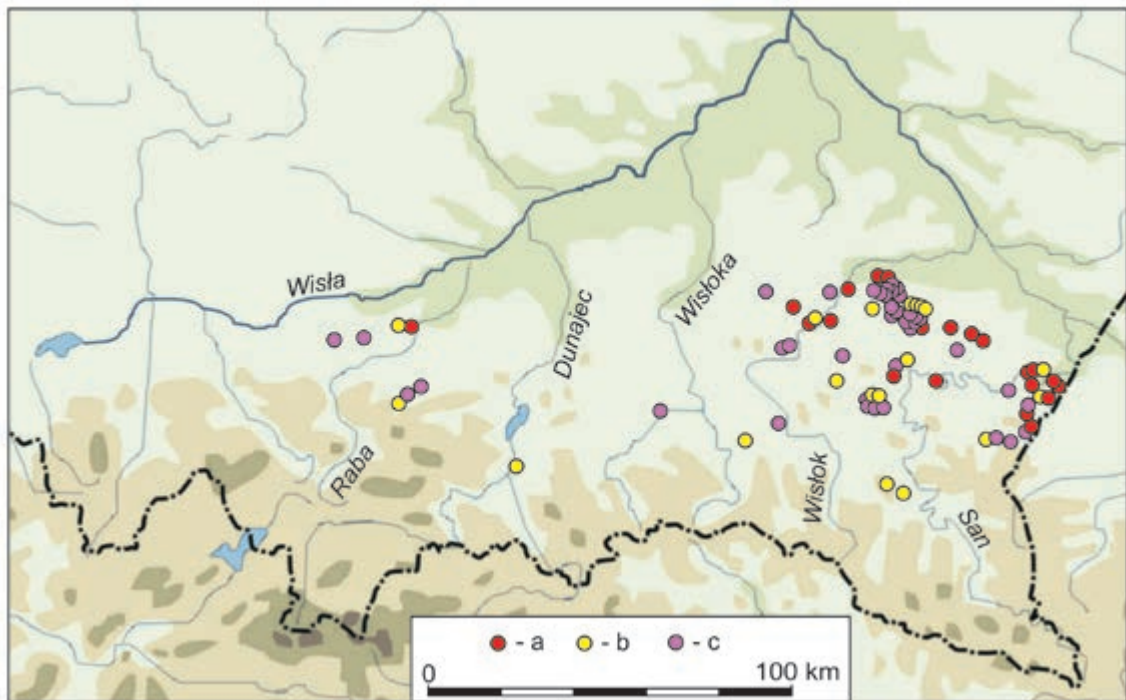 Wisła
Wisłoka
Dunajec
Raba
Wisłok
San
- a - b - c
0 100 km